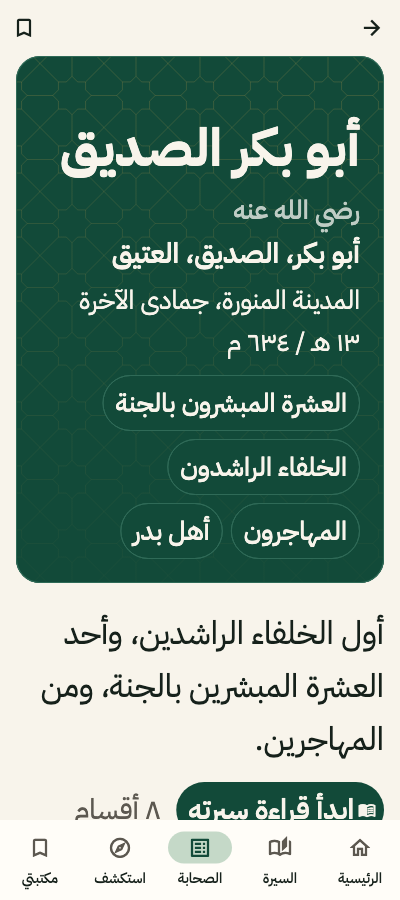 أبو بكر الصديق
رضي الله عنه
أبو بكر، الصديق، العتيق
المدينة المنورة، جمادى الآخرة
١٣ هـ / ٦٣٤ م
العشرة المبشرون بالجنة
الخلفاء الراشدون
المهاجرون
أهل بدر
أول الخلفاء الراشدين، وأحد
العشرة المبشرين بالجنة، ومن
المهاجرين.
ابدأ قراءة سيرته
٨ أقسام
الرئيسية
السيرة
الصحابة
استكشف
مكتبتي